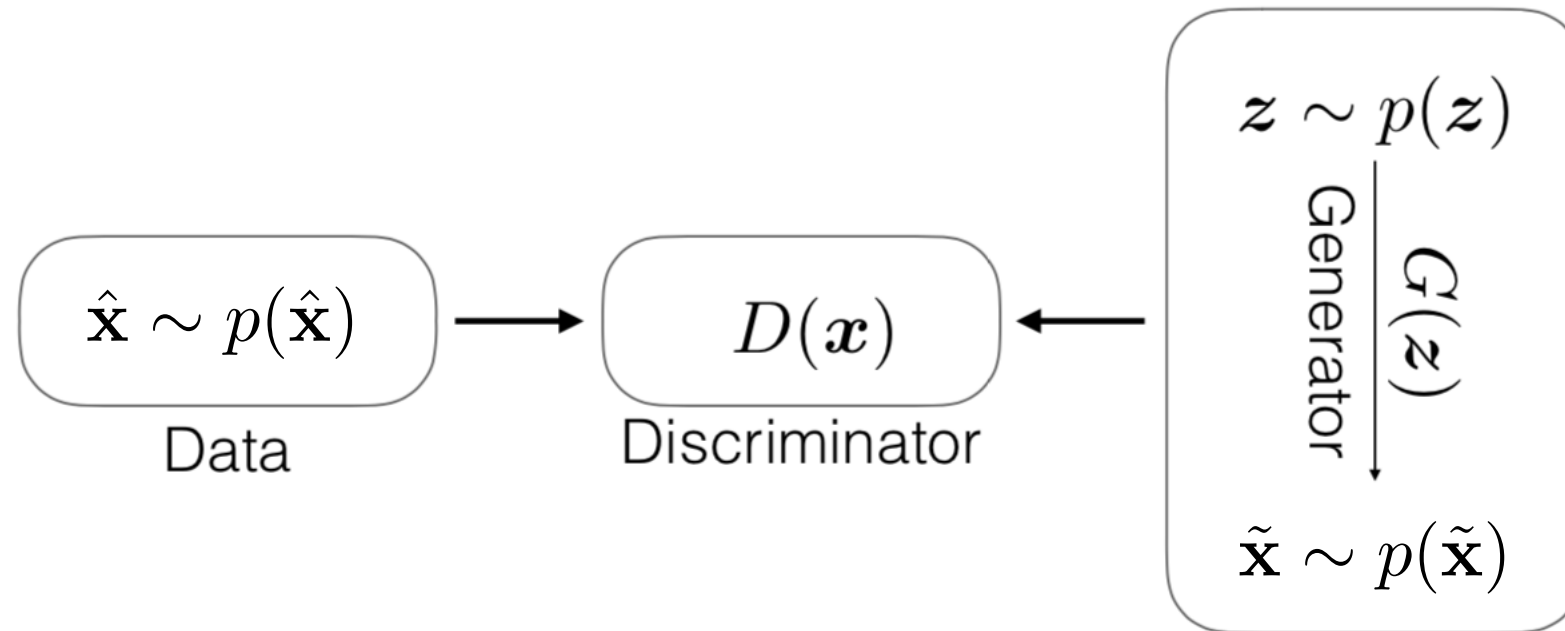 x̂ ~ p(x̂)
Data
D(x)
Discriminator
z ~ p(z)
Generator
G(z)
x̃ ~ p(x̃)